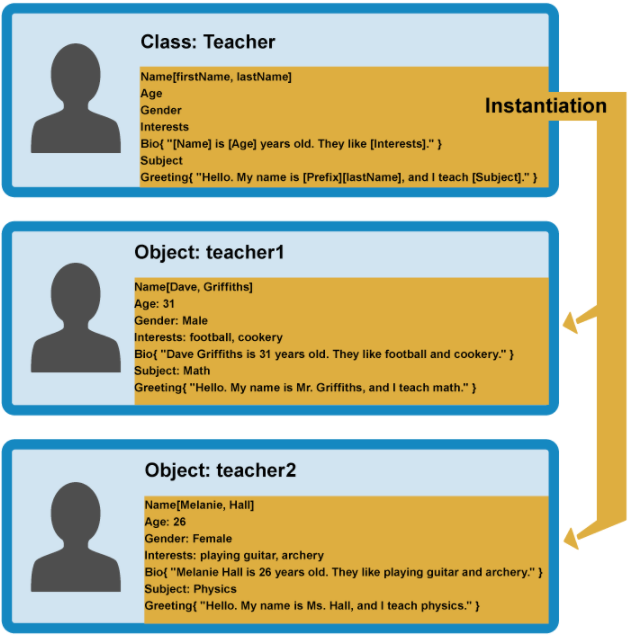 Class: Teacher
Name[firstName, lastName]
Age
Gender
Interests
Bio{ "[Name] is [Age] years old. They like [Interests]." }
Subject
Greeting{ "Hello. My name is [Prefix][lastName], and I teach [Subject]." }
Instantiation
Object: teacher1
Name[Dave, Griffiths]
Age: 31
Gender: Male
Interests: football, cookery
Bio{ "Dave Griffiths is 31 years old. They like football and cookery." }
Subject: Math
Greeting{ "Hello. My name is Mr. Griffiths, and I teach math." }
Object: teacher2
Name[Melanie, Hall]
Age: 26
Gender: Female
Interests: playing guitar, archery
Bio{ "Melanie Hall is 26 years old. They like playing guitar and archery." }
Subject: Physics
Greeting{ "Hello. My name is Ms. Hall, and I teach physics." }